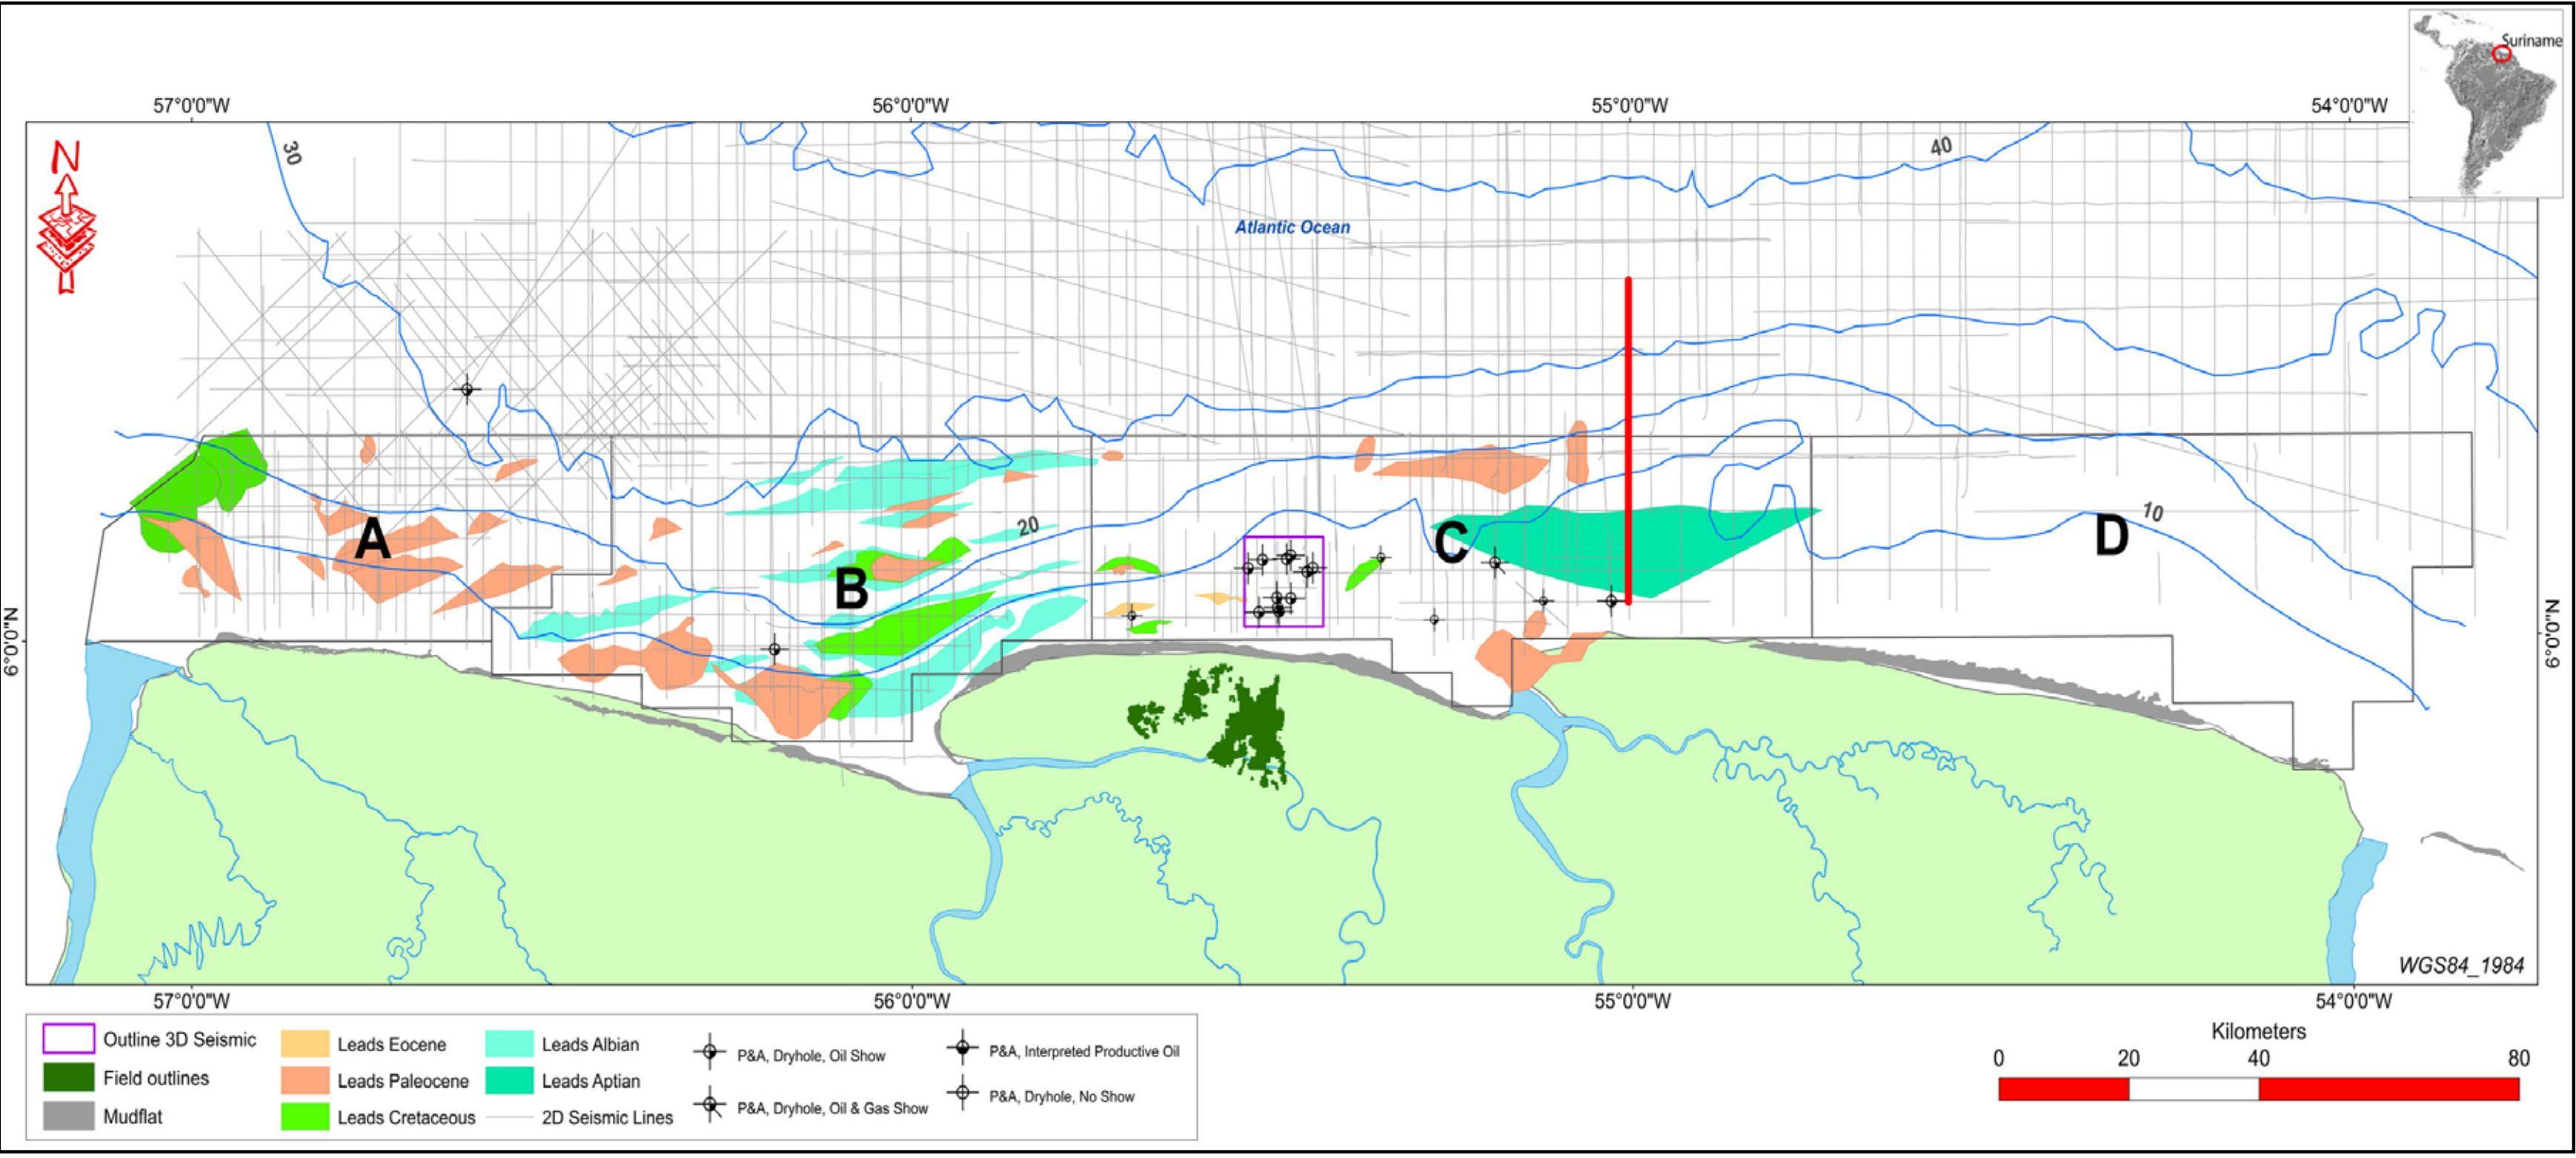 Suriname
57°0'0"W
56°0'0"W
55°0'0"W
54°0'0"W
N
30
40
Atlantic Ocean
20
10
A
B
C
D
6°0'0"N
6°0'0"N
WGS84_1984
57°0'0"W
56°0'0"W
55°0'0"W
54°0'0"W
Outline 3D Seismic
Field outlines
Mudflat
Leads Eocene
Leads Paleocene
Leads Cretaceous
Leads Albian
Leads Aptian
2D Seismic Lines
P&A, Dryhole, Oil Show
P&A, Dryhole, Oil & Gas Show
P&A, Interpreted Productive Oil
P&A, Dryhole, No Show
Kilometers
0 20 40 80